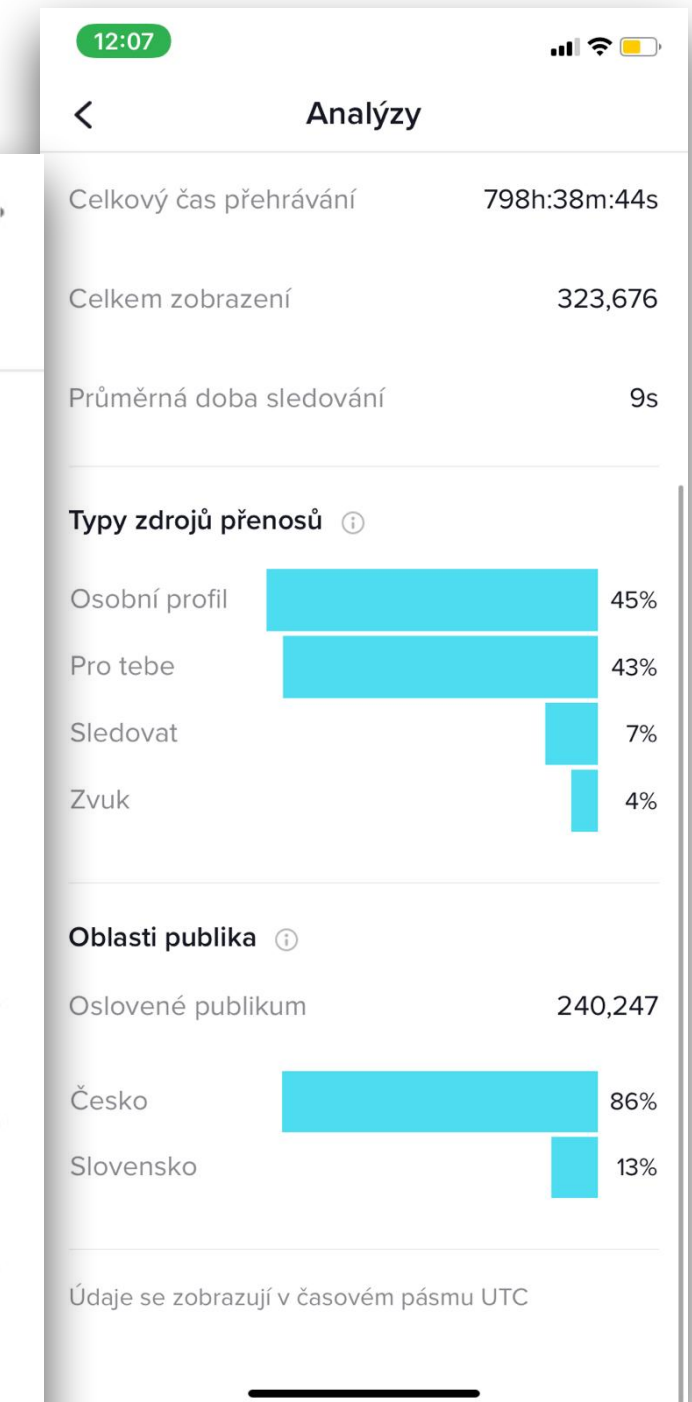 12:07
Analýzy
Celkový čas přehrávání 798h:38m:44s
Celkem zobrazení 323,676
Průměrná doba sledování 9s
Typy zdrojů přenosů
Osobní profil 45%
Pro tebe 43%
Sledovat 7%
Zvuk 4%
Oblasti publika
Oslovené publikum 240,247
Česko 86%
Slovensko 13%
Údaje se zobrazují v časovém pásmu UTC